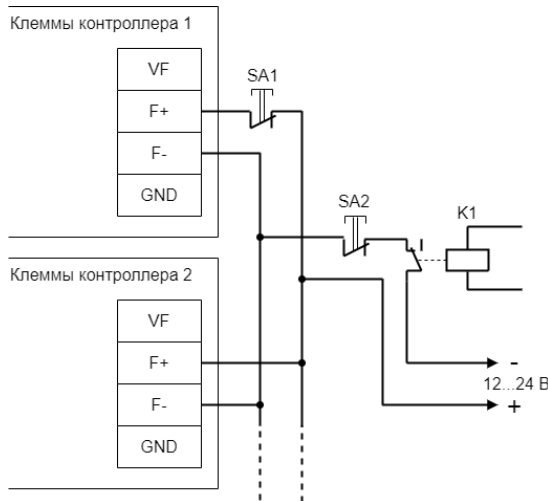 Клеммы контроллера 1
VF
F+
F-
GND
SA1
SA2
K1
Клеммы контроллера 2
VF
F+
F-
GND
-
12...24 В
+